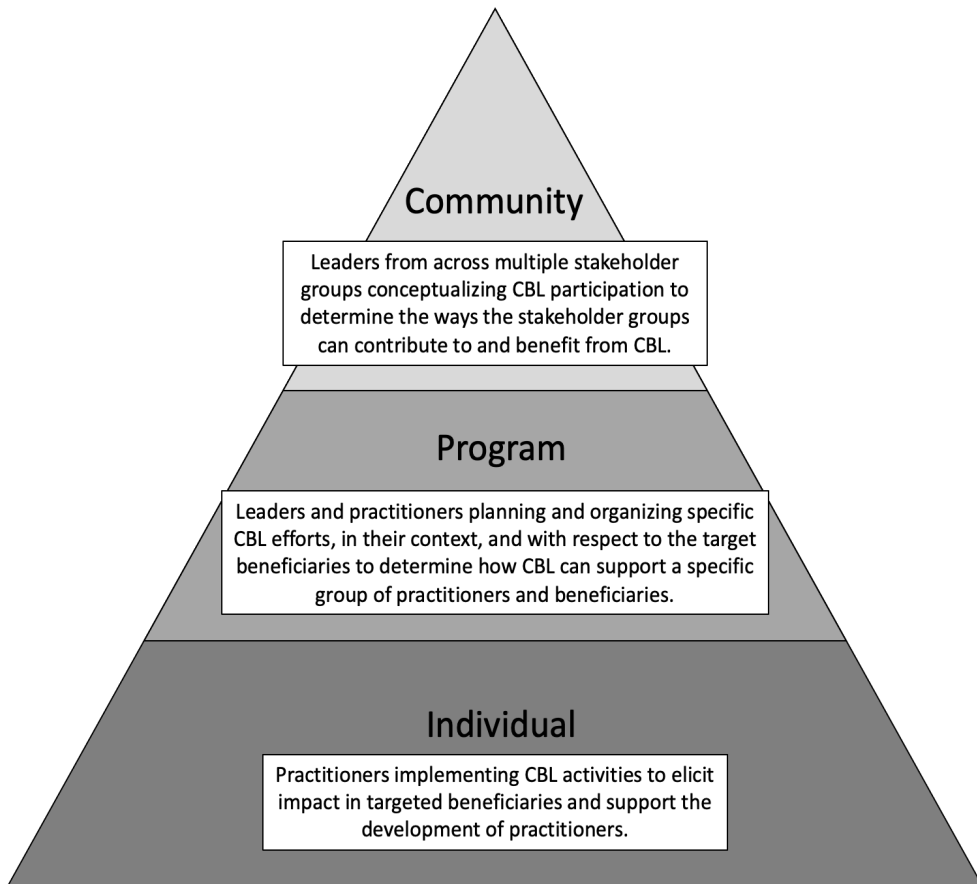 Community
Leaders from across multiple stakeholder
groups conceptualizing CBL participation to
determine the ways the stakeholder groups
can contribute to and benefit from CBL.
Program
Leaders and practitioners planning and organizing specific
CBL efforts, in their context, and with respect to the target
beneficiaries to determine how CBL can support a specific
group of practitioners and beneficiaries.
Individual
Practitioners implementing CBL activities to elicit
impact in targeted beneficiaries and support the
development of practitioners.